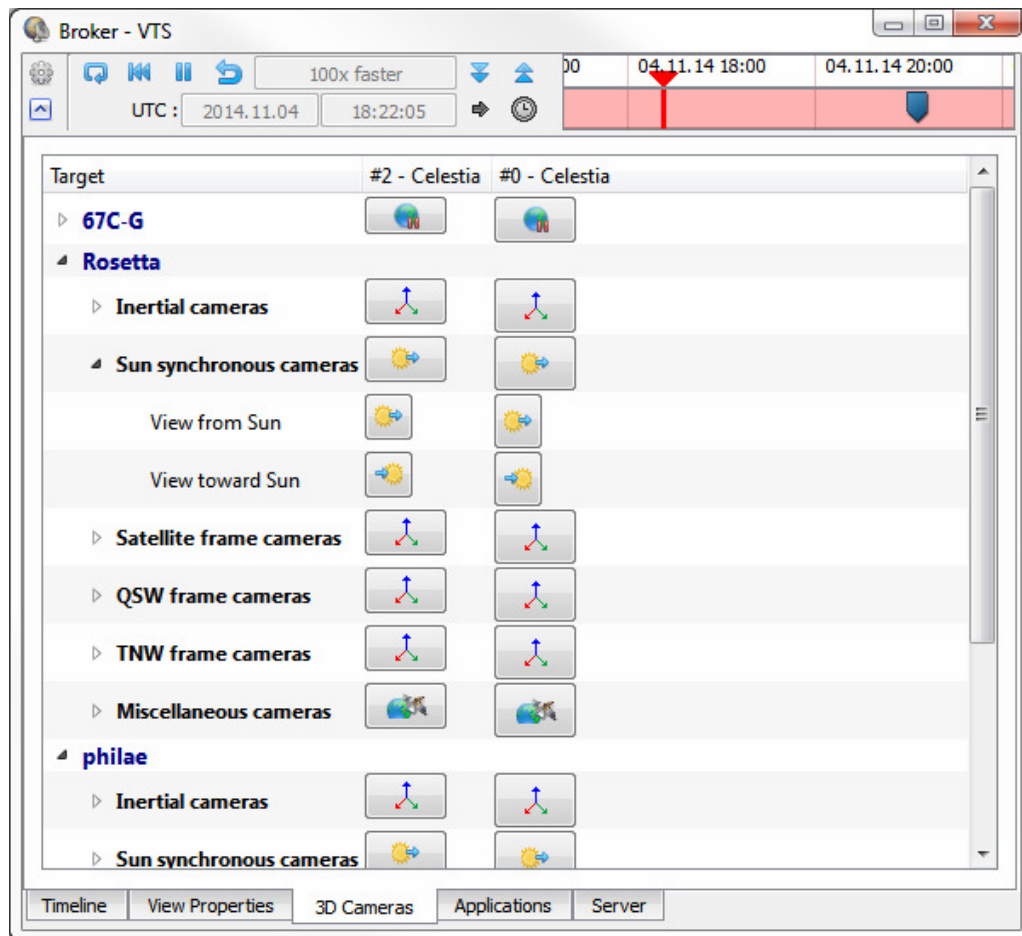 Broker - VTS
100x faster
00 04.11.14 18:00 04.11.14 20:00
UTC : 2014.11.04 18:22:05
Target #2 - Celestia #0 - Celestia
67C-G
Rosetta
Inertial cameras
Sun synchronous cameras
View from Sun
View toward Sun
Satellite frame cameras
QSW frame cameras
TNW frame cameras
Miscellaneous cameras
philae
Inertial cameras
Sun synchronous cameras
Timeline View Properties 3D Cameras Applications Server